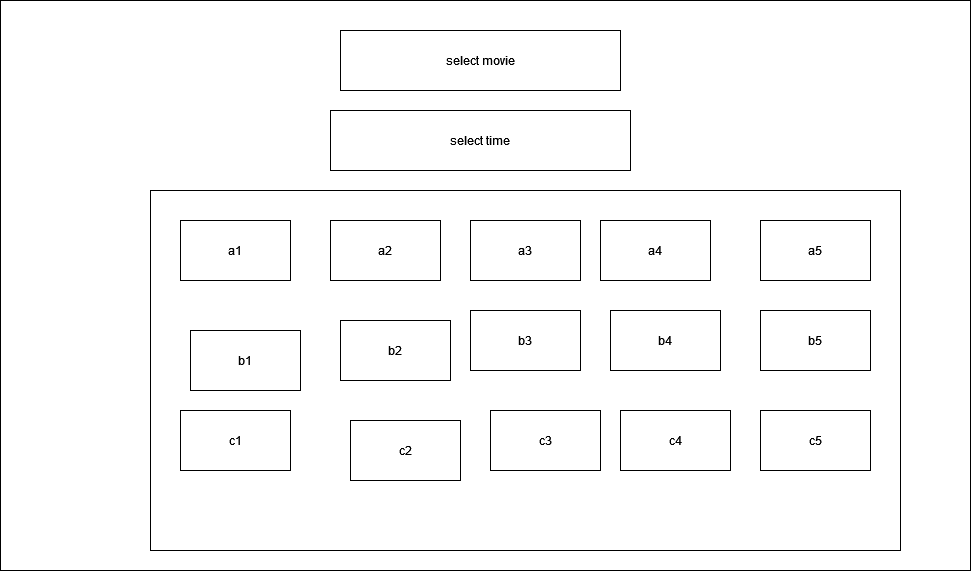 select movie
select time
a1 a2 a3 a4 a5
b1 b2 b3 b4 b5
c1 c2 c3 c4 c5